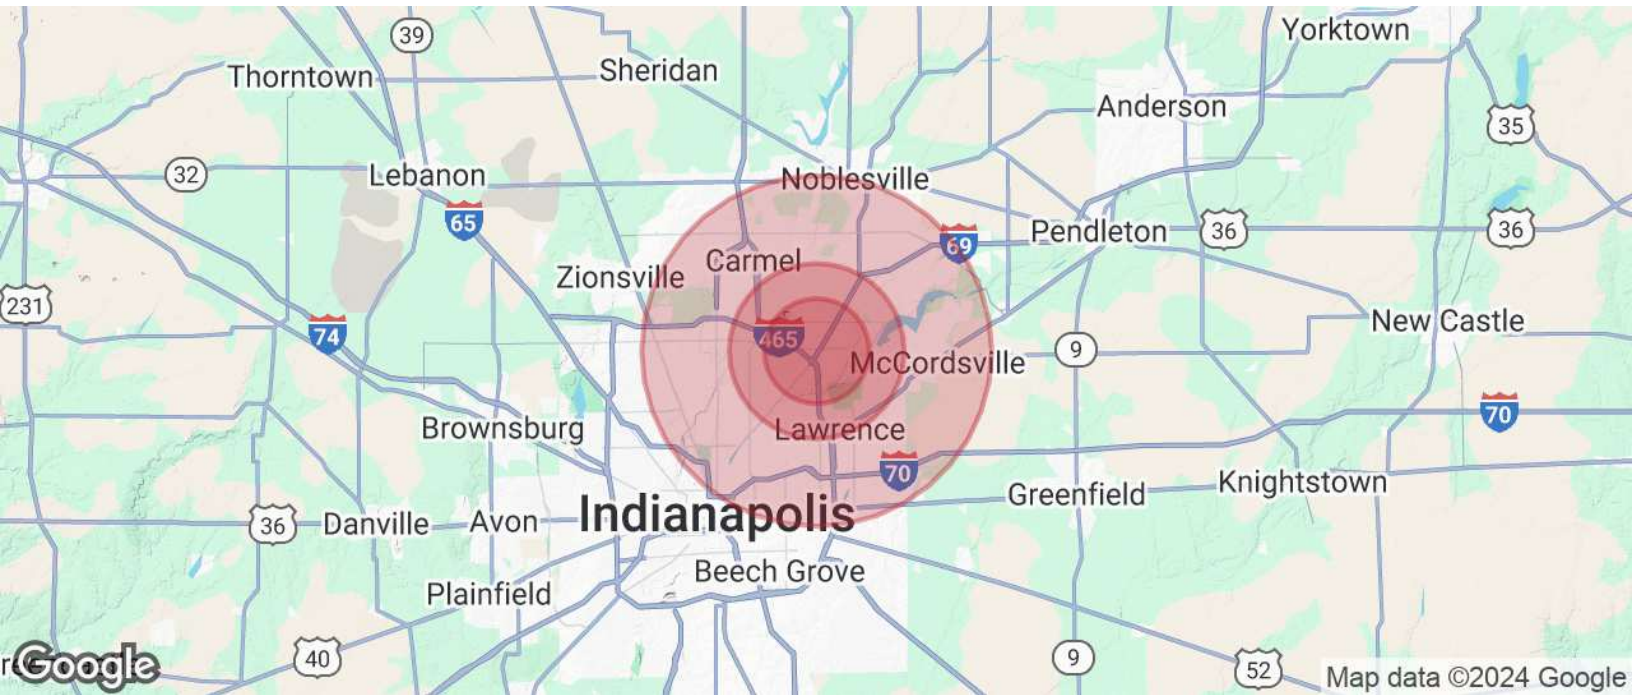 Yorktown
39
Thorntown
Sheridan
Anderson
35
32
Lebanon
Noblesville
65
Pendleton
36
36
69
Carmel
Zionsville
231
74
465
New Castle
McCordsville
9
70
Brownsburg
Lawrence
70
Knightstown
Greenfield
Indianapolis
36
Danville
Avon
Beech Grove
Plainfield
40
9
52
Google
Map data ©2024 Google